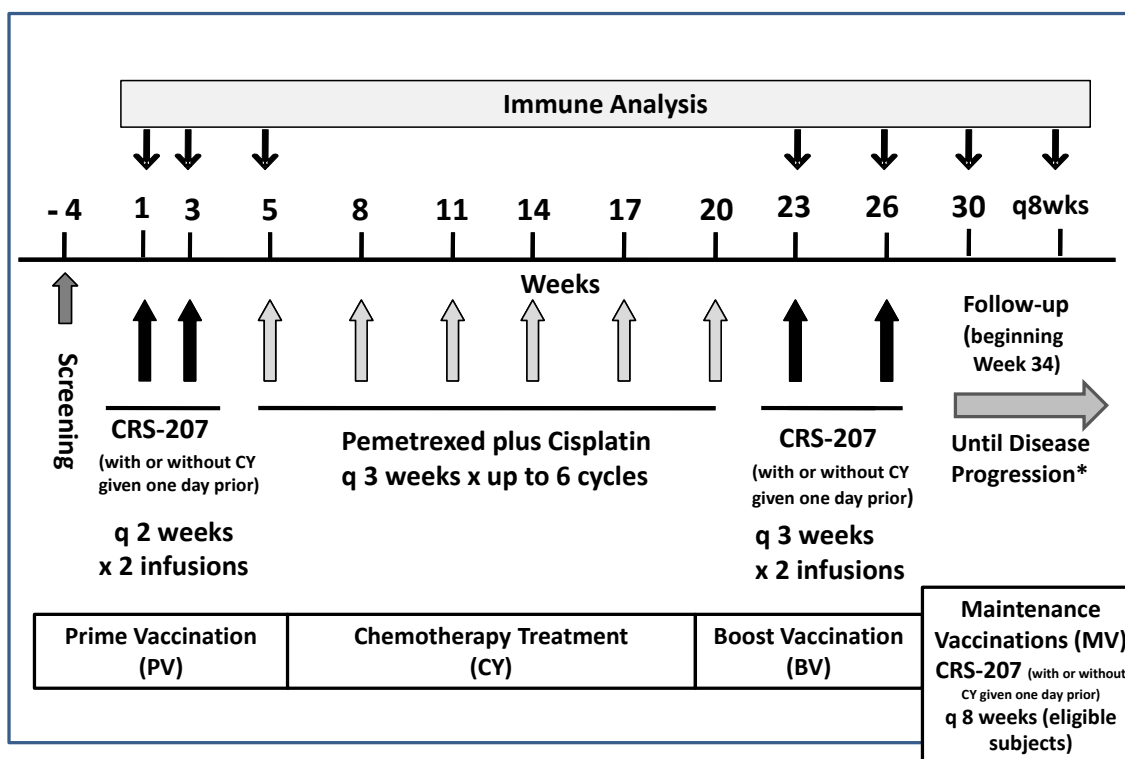 Immune Analysis
- 4 1 3 5 8 11 14 17 20 23 26 30 q8wks
Weeks
Screening
CRS-207
(with or without CY
given one day prior)
q 2 weeks
x 2 infusions
Pemetrexed plus Cisplatin
q 3 weeks x up to 6 cycles
CRS-207
(with or without CY
given one day prior)
q 3 weeks
x 2 infusions
Follow-up
(beginning
Week 34)
Until Disease
Progression*
Prime Vaccination
(PV)
Chemotherapy Treatment
(CY)
Boost Vaccination
(BV)
Maintenance
Vaccinations (MV)
CRS-207 (with or without
CY given one day prior)
q 8 weeks (eligible
subjects)